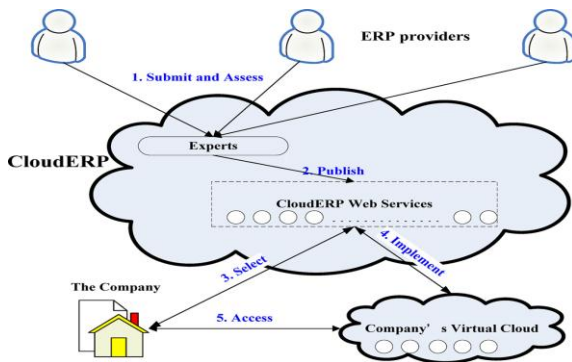 ERP providers
1. Submit and Assess
Experts
CloudERP
2. Publish
CloudERP Web Services
3. Select
4. Implement
The Company
5. Access
Company' s Virtual Cloud